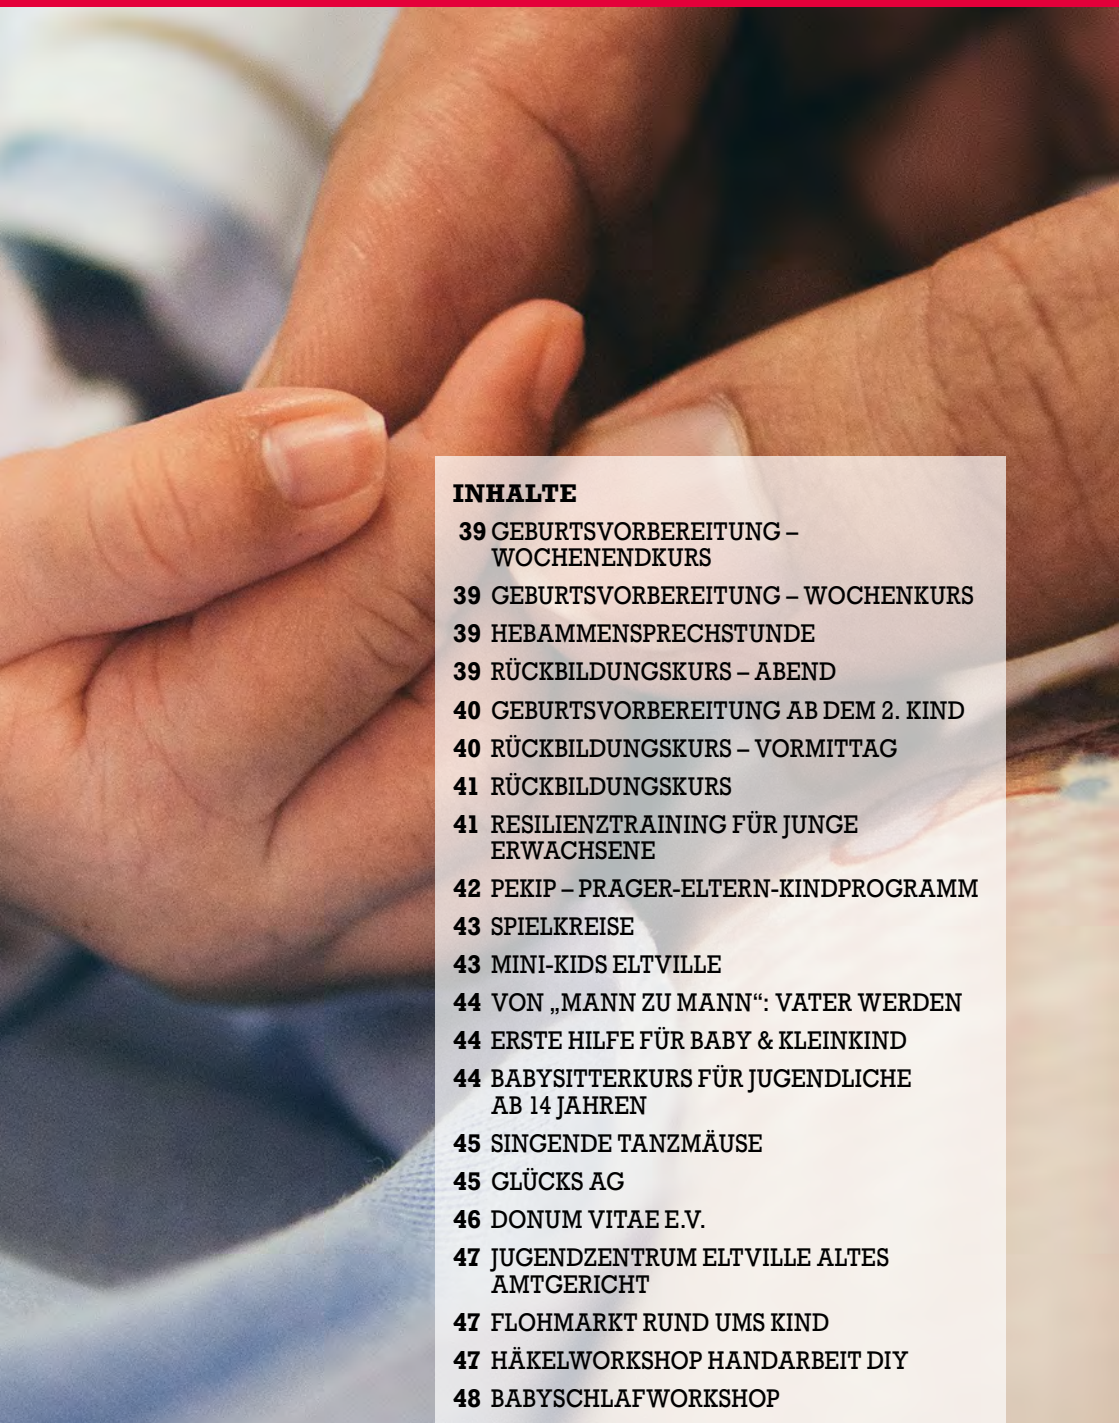 INHALTE
39 GEBURTSVORBEREITUNG –
WOCHENENDKURS
39 GEBURTSVORBEREITUNG – WOCHENKURS
39 HEBAMMENSPRECHSTUNDE
39 RÜCKBILDUNGSKURS – ABEND
40 GEBURTSVORBEREITUNG AB DEM 2. KIND
40 RÜCKBILDUNGSKURS – VORMITTAG
41 RÜCKBILDUNGSKURS
41 RESILIENZTRAINING FÜR JUNGE
ERWACHSENE
42 PEKIP – PRAGER-ELTERN-KINDPROGRAMM
43 SPIELKREISE
43 MINI-KIDS ELTVILLE
44 VON „MANN ZU MANN“: VATER WERDEN
44 ERSTE HILFE FÜR BABY & KLEINKIND
44 BABYSITTERKURS FÜR JUGENDLICHE
AB 14 JAHREN
45 SINGENDE TANZMÄUSE
45 GLÜCKS AG
46 DONUM VITAE E.V.
47 JUGENDZENTRUM ELTVILLE ALTES
AMTGERICHT
47 FLOHMARKT RUND UMS KIND
47 HÄKELWORKSHOP HANDARBEIT DIY
48 BABYSCHLAFWORKSHOP